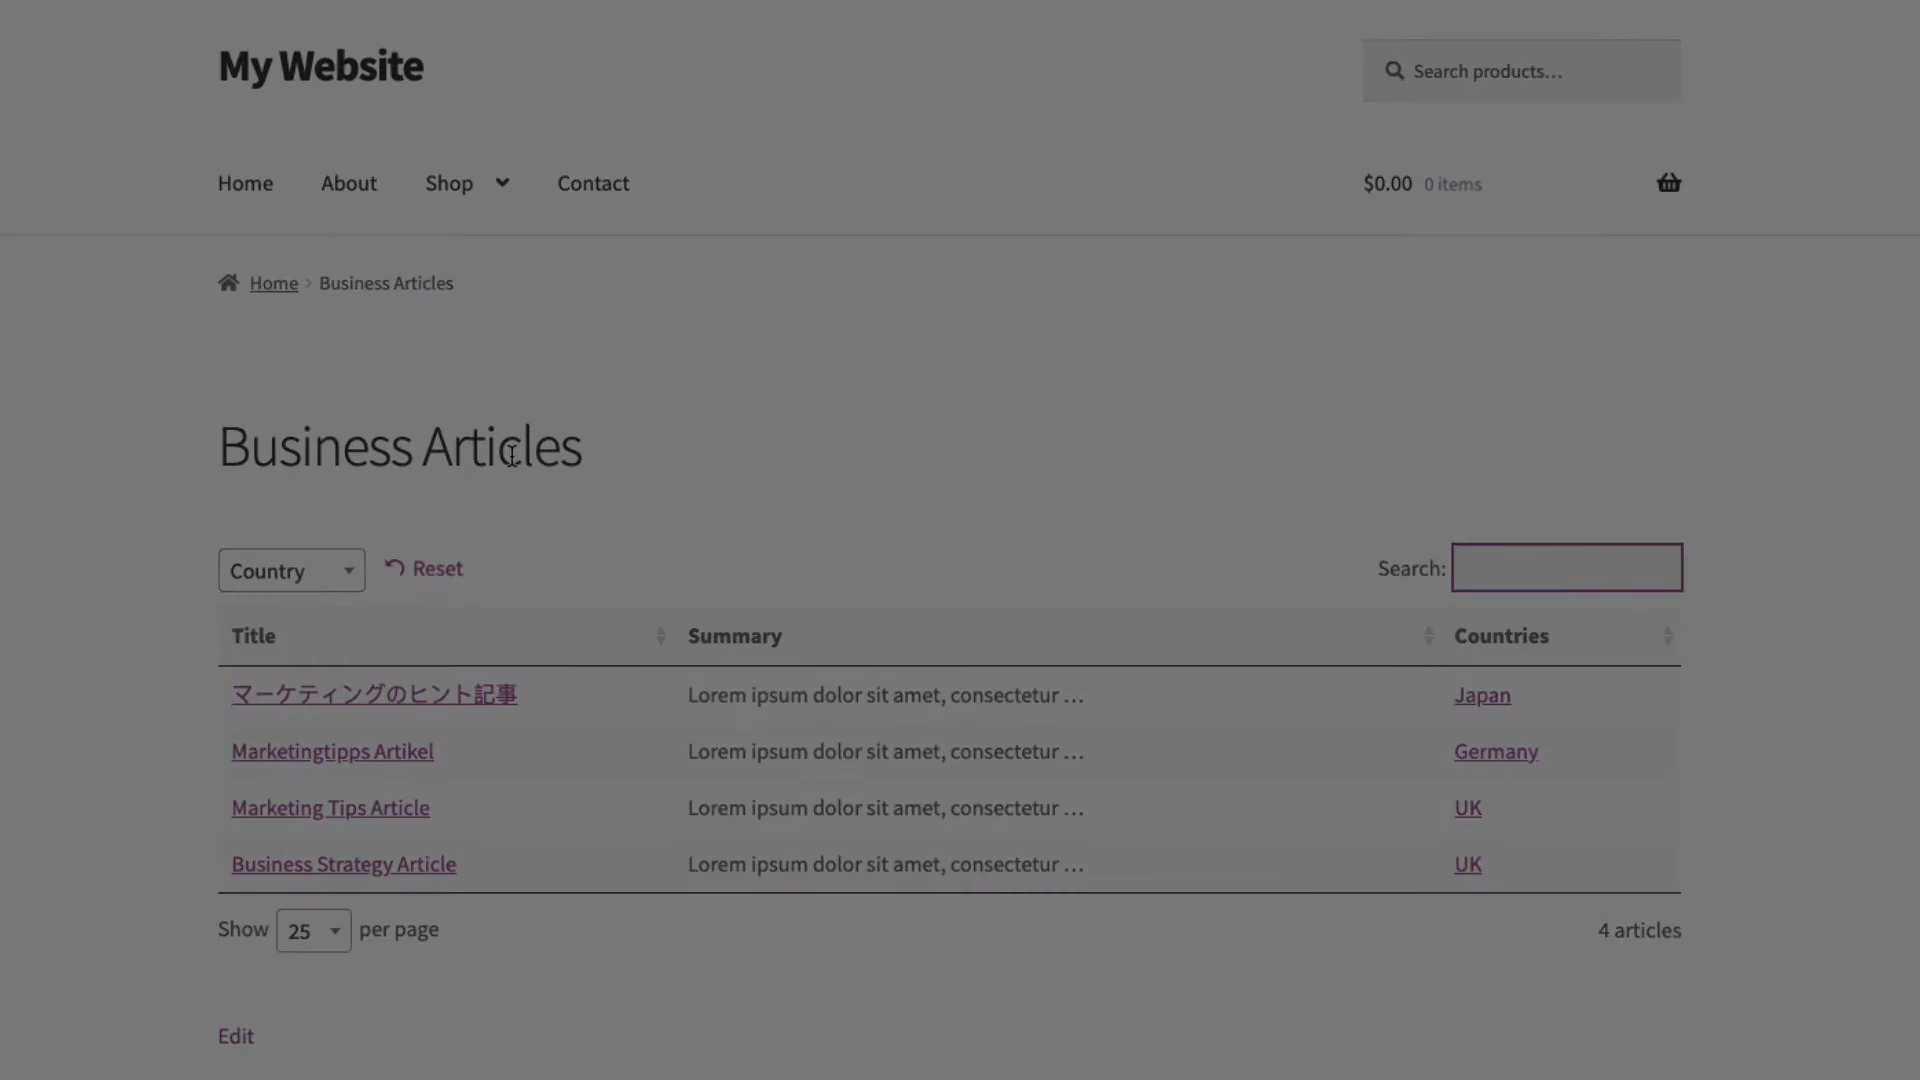 My Website
Search products...
Home About Shop Contact
$0.00 0 items
Home > Business Articles
Business Articles
Country Reset Search:
Title Summary Countries
マーケティングのヒント記事 Lorem ipsum dolor sit amet, consectetur ... Japan
Marketingtipps Artikel Lorem ipsum dolor sit amet, consectetur ... Germany
Marketing Tips Article Lorem ipsum dolor sit amet, consectetur ... UK
Business Strategy Article Lorem ipsum dolor sit amet, consectetur ... UK
Show 25 per page 4 articles
Edit